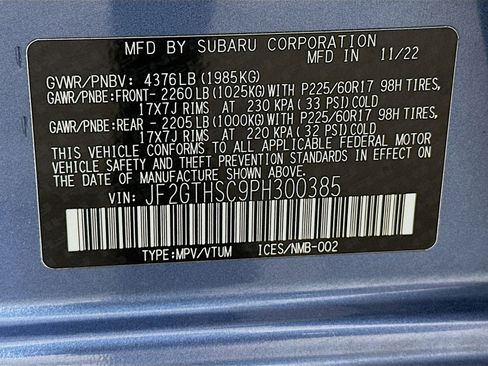 MFD BY SUBARU CORPORATION
MFD IN 11/22
GVWR/PNBV: 4376LB(1985KG)
GAWR/PNBE:FRONT- 2260LB(1025KG)WITH P225/60R17 98H TIRES,
17X7J RIMS AT 230 KPA(33 PSI)COLD
GAWR/PNBE:REAR - 2205LB(1000KG)WITH P225/60R17 98H TIRES,
17X7J RIMS AT 220 KPA(32 PSI)COLD
THIS VEHICLE CONFORMS TO ALL APPLICABLE FEDERAL MOTOR
VEHICLE SAFETY AND THEFT PREVENTION STANDARDS IN EFFECT ON
THE DATE OF MANUFACTURE SHOWN ABOVE.
VIN: JF2GTHSC9PH300385
TYPE:MPV/VTUM ICES/NMB-002